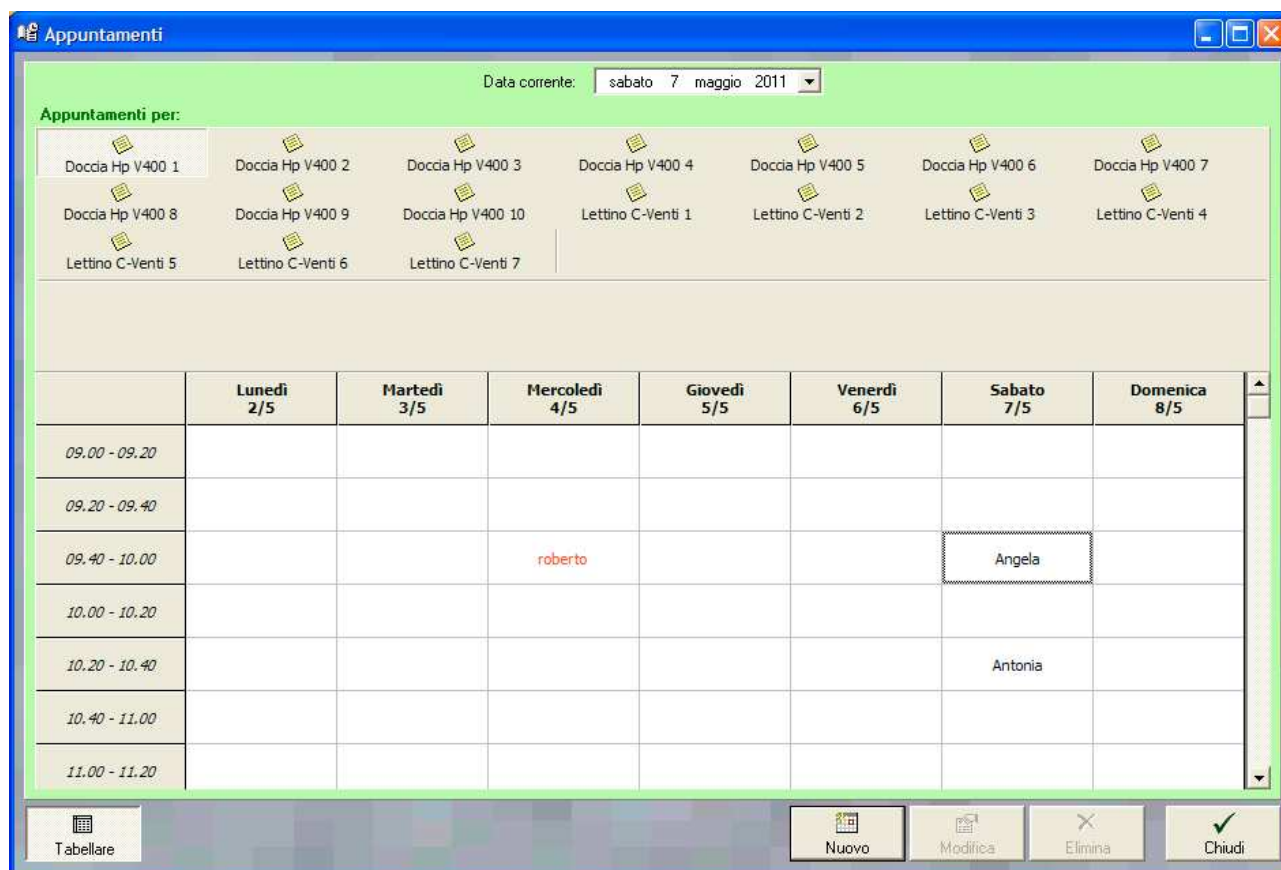 Appuntamenti
Data corrente: sabato 7 maggio 2011
Appuntamenti per:
Doccia Hp V400 1 Doccia Hp V400 2 Doccia Hp V400 3 Doccia Hp V400 4 Doccia Hp V400 5 Doccia Hp V400 6 Doccia Hp V400 7
Doccia Hp V400 8 Doccia Hp V400 9 Doccia Hp V400 10 Lettino C-Venti 1 Lettino C-Venti 2 Lettino C-Venti 3 Lettino C-Venti 4
Lettino C-Venti 5 Lettino C-Venti 6 Lettino C-Venti 7
Lunedì Martedì Mercoledì Giovedì Venerdì Sabato Domenica
2/5 3/5 4/5 5/5 6/5 7/5 8/5
09.00 - 09.20
09.20 - 09.40
09.40 - 10.00 roberto Angela
10.00 - 10.20
10.20 - 10.40 Antonia
10.40 - 11.00
11.00 - 11.20
Tabellare Nuovo Modifica Elimina Chiudi